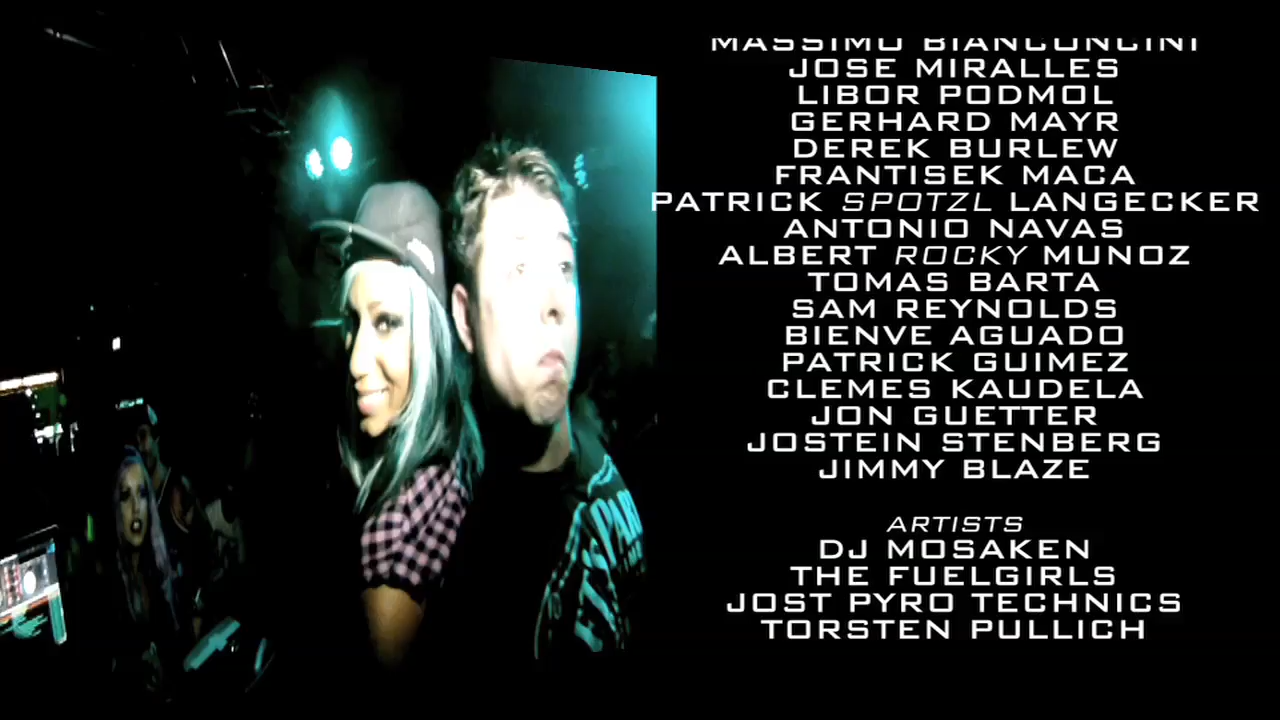 MASSIMO BIANCONCINI
JOSE MIRALLES
LIBOR PODMOL
GERHARD MAYR
DEREK BURLEW
FRANTISEK MACA
PATRICK SPOTZL LANGECKER
ANTONIO NAVAS
ALBERT ROCKY MUNOZ
TOMAS BARTA
SAM REYNOLDS
BIENVE AGUADO
PATRICK GUIMEZ
CLEMES KAUDELA
JON GUETTER
JOSTEIN STENBERG
JIMMY BLAZE
ARTISTS
DJ MOSAKEN
THE FUELGIRLS
JOST PYRO TECHNICS
TORSTEN PULLICH